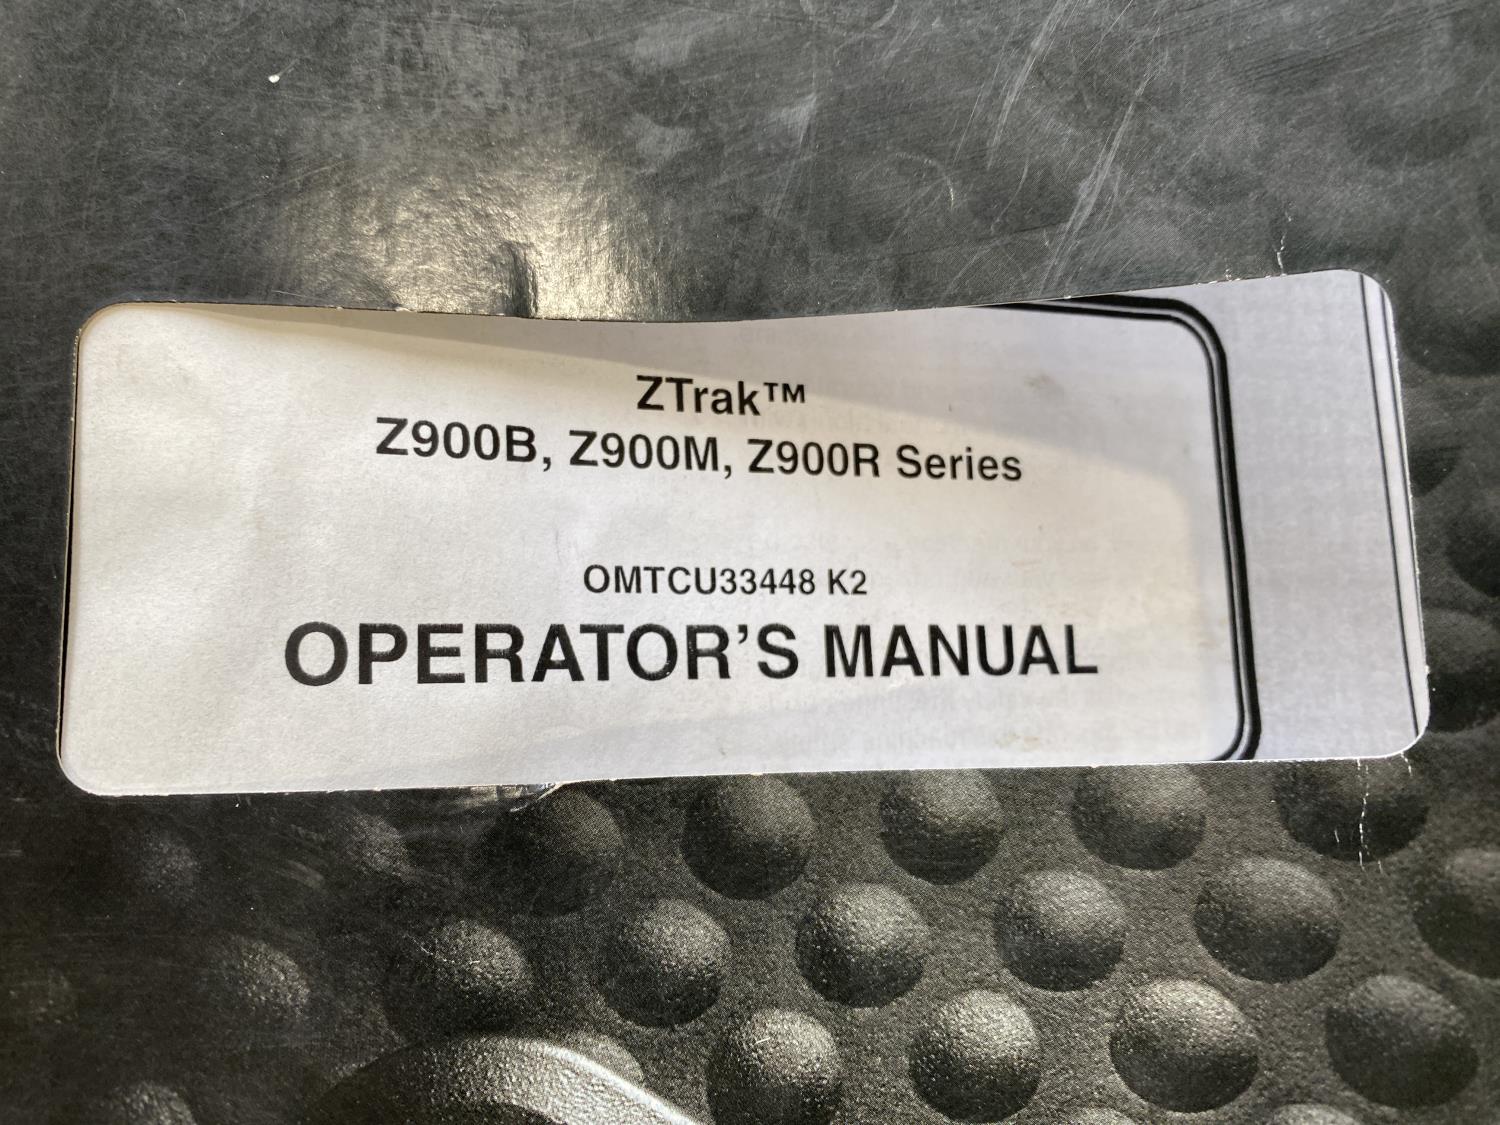 ZTrak™
Z900B, Z900M, Z900R Series
OMTCU33448 K2
OPERATOR’S MANUAL